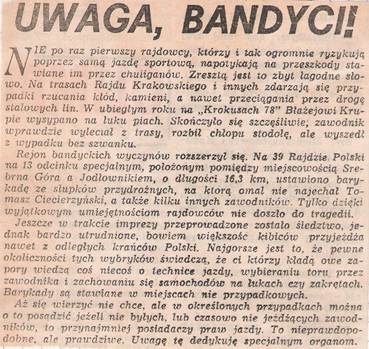 UWAGA, BANDYCI!
NIE po raz pierwszy rajdowcy, którzy i tak ogromnie ryzykują
poprzez samą jazdę sportową, napotykają na przeszkody sta-
wiane im przez chuliganów. Zresztą jest to zbyt łagodne sło-
wo. Na trasach Rajdu Krakowskiego i innych zdarzają się przy-
padki rzucania kłód, kamieni, a nawet przeciągania przez drogę
stalowych lin. W ubiegłym roku na „Krokusach 78" Błażejowi Kru-
pie wysypano na łuku piach. Skończyło się szczęśliwie; zawodnik
wprawdzie wyleciał z trasy, rozbił chłopu stodołę, ale wyszedł
z wypadku bez szwanku.
Rejon bandyckich wyczynów rozszerzył się. Na 39 Rajdzie Polski
na 13 odcinku specjalnym, położonym pomiędzy miejscowością Sre-
brna Góra a Jodłownikiem, o długości 16,3 km, ustawiono bary-
kadę ze słupków przydrożnych, na którą omal nie najechał To-
masz Ciecierzyński, a także kilku innych zawodników. Tylko dzięki
wyjątkowym umiejętnościom rajdowców nie doszło do tragedii.
Jeszcze w trakcie imprezy przeprowadzone zostało śledztwo, je-
dnak bardzo utrudnione, bowiem większość kibiców przyjeżdża
nawet z odległych krańców Polski. Najgorsze jest to, że pewne
okoliczności tych wybryków świedczą, że ci którzy kładą owe za-
pory wiedzą coś niecoś o technice jazdy, wybieraniu toru przez
zawodnika i zachowaniu się samochodów na łukach czy zakrętach.
Barykady są stawiane w miejscach nie przypadkowych.
Aż się wierzyć nie chce, ale w określonych przypadkach można
o to posądzić jeżeli nie byłych, lub czasowo nie jeżdżących zawod-
ników, to przynajmniej posiadaczy praw jazdy. To nieprawdopo-
dobne, ale prawdziwe. Uwagę tę dedykuję specjalnym organom.